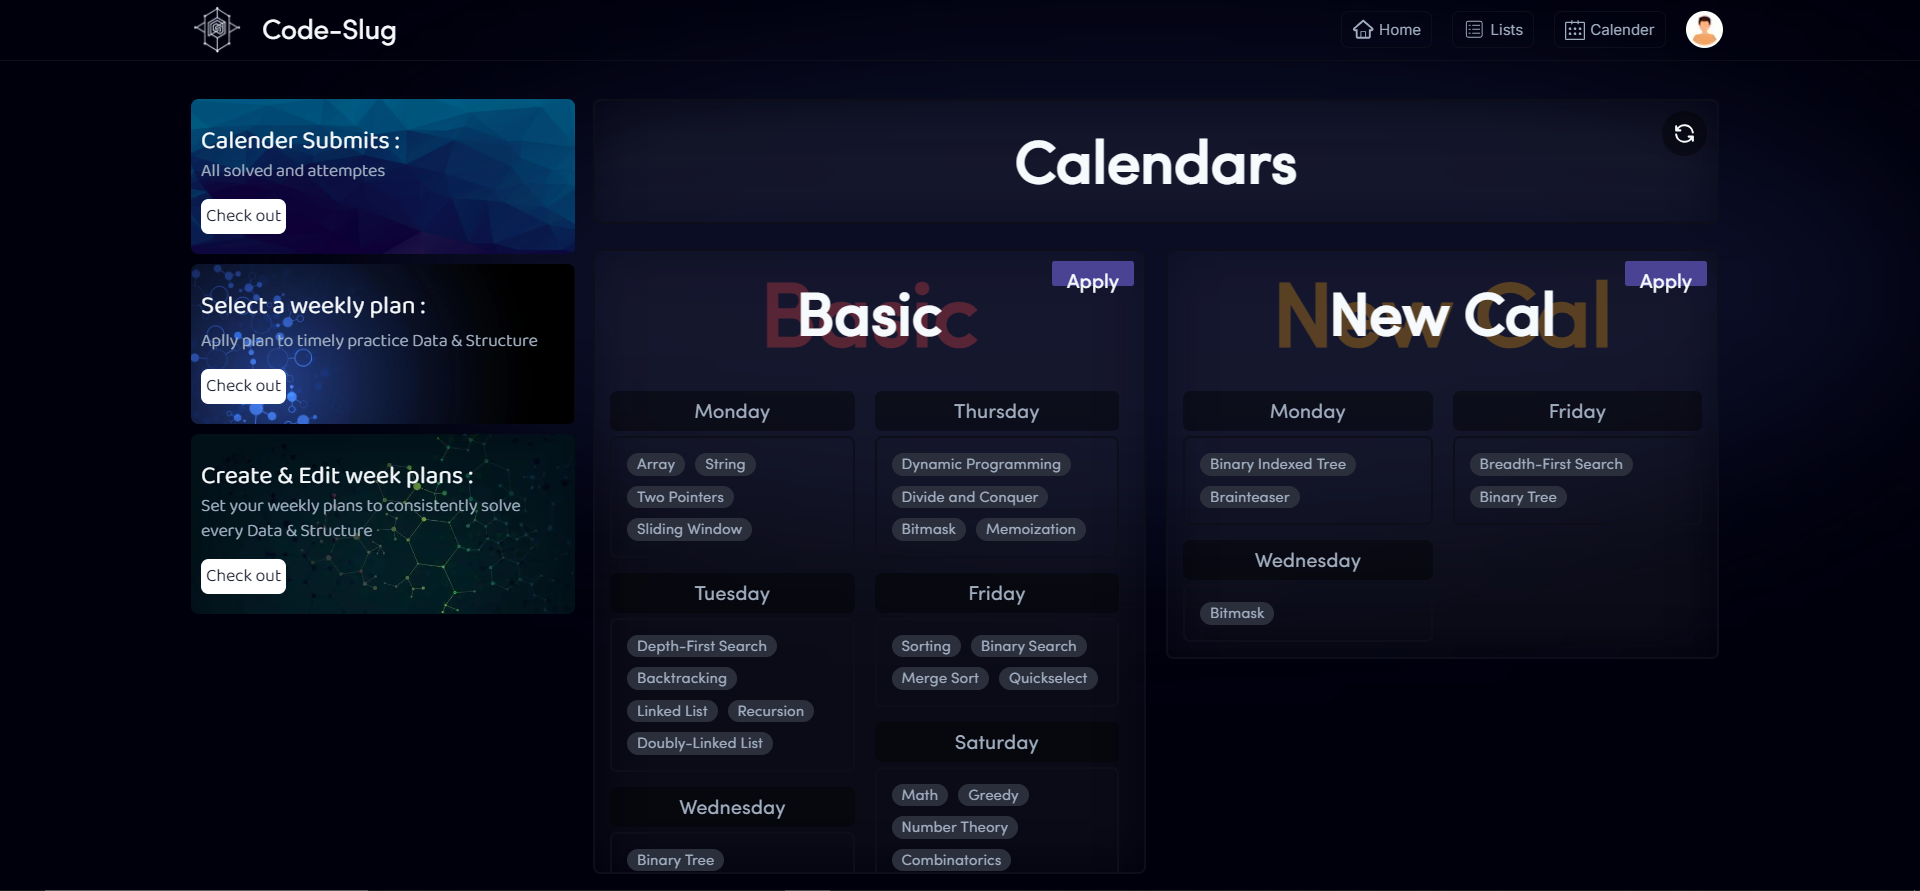 Code-Slug
Home
Lists
Calender
Calender Submits :
All solved and attemptes
Check out
Select a weekly plan :
Aplly plan to timely practice Data & Structure
Check out
Create & Edit week plans :
Set your weekly plans to consistently solve
every Data & Structure
Check out
Calendars
Apply
Basic
Basic
Monday
Array String
Two Pointers
Sliding Window
Tuesday
Depth-First Search
Backtracking
Linked List Recursion
Doubly-Linked List
Wednesday
Binary Tree
Thursday
Dynamic Programming
Divide and Conquer
Bitmask Memoization
Friday
Sorting Binary Search
Merge Sort Quickselect
Saturday
Math Greedy
Number Theory
Combinatorics
Apply
New Cal
New Cal
Monday
Binary Indexed Tree
Brainteaser
Wednesday
Bitmask
Friday
Breadth-First Search
Binary Tree